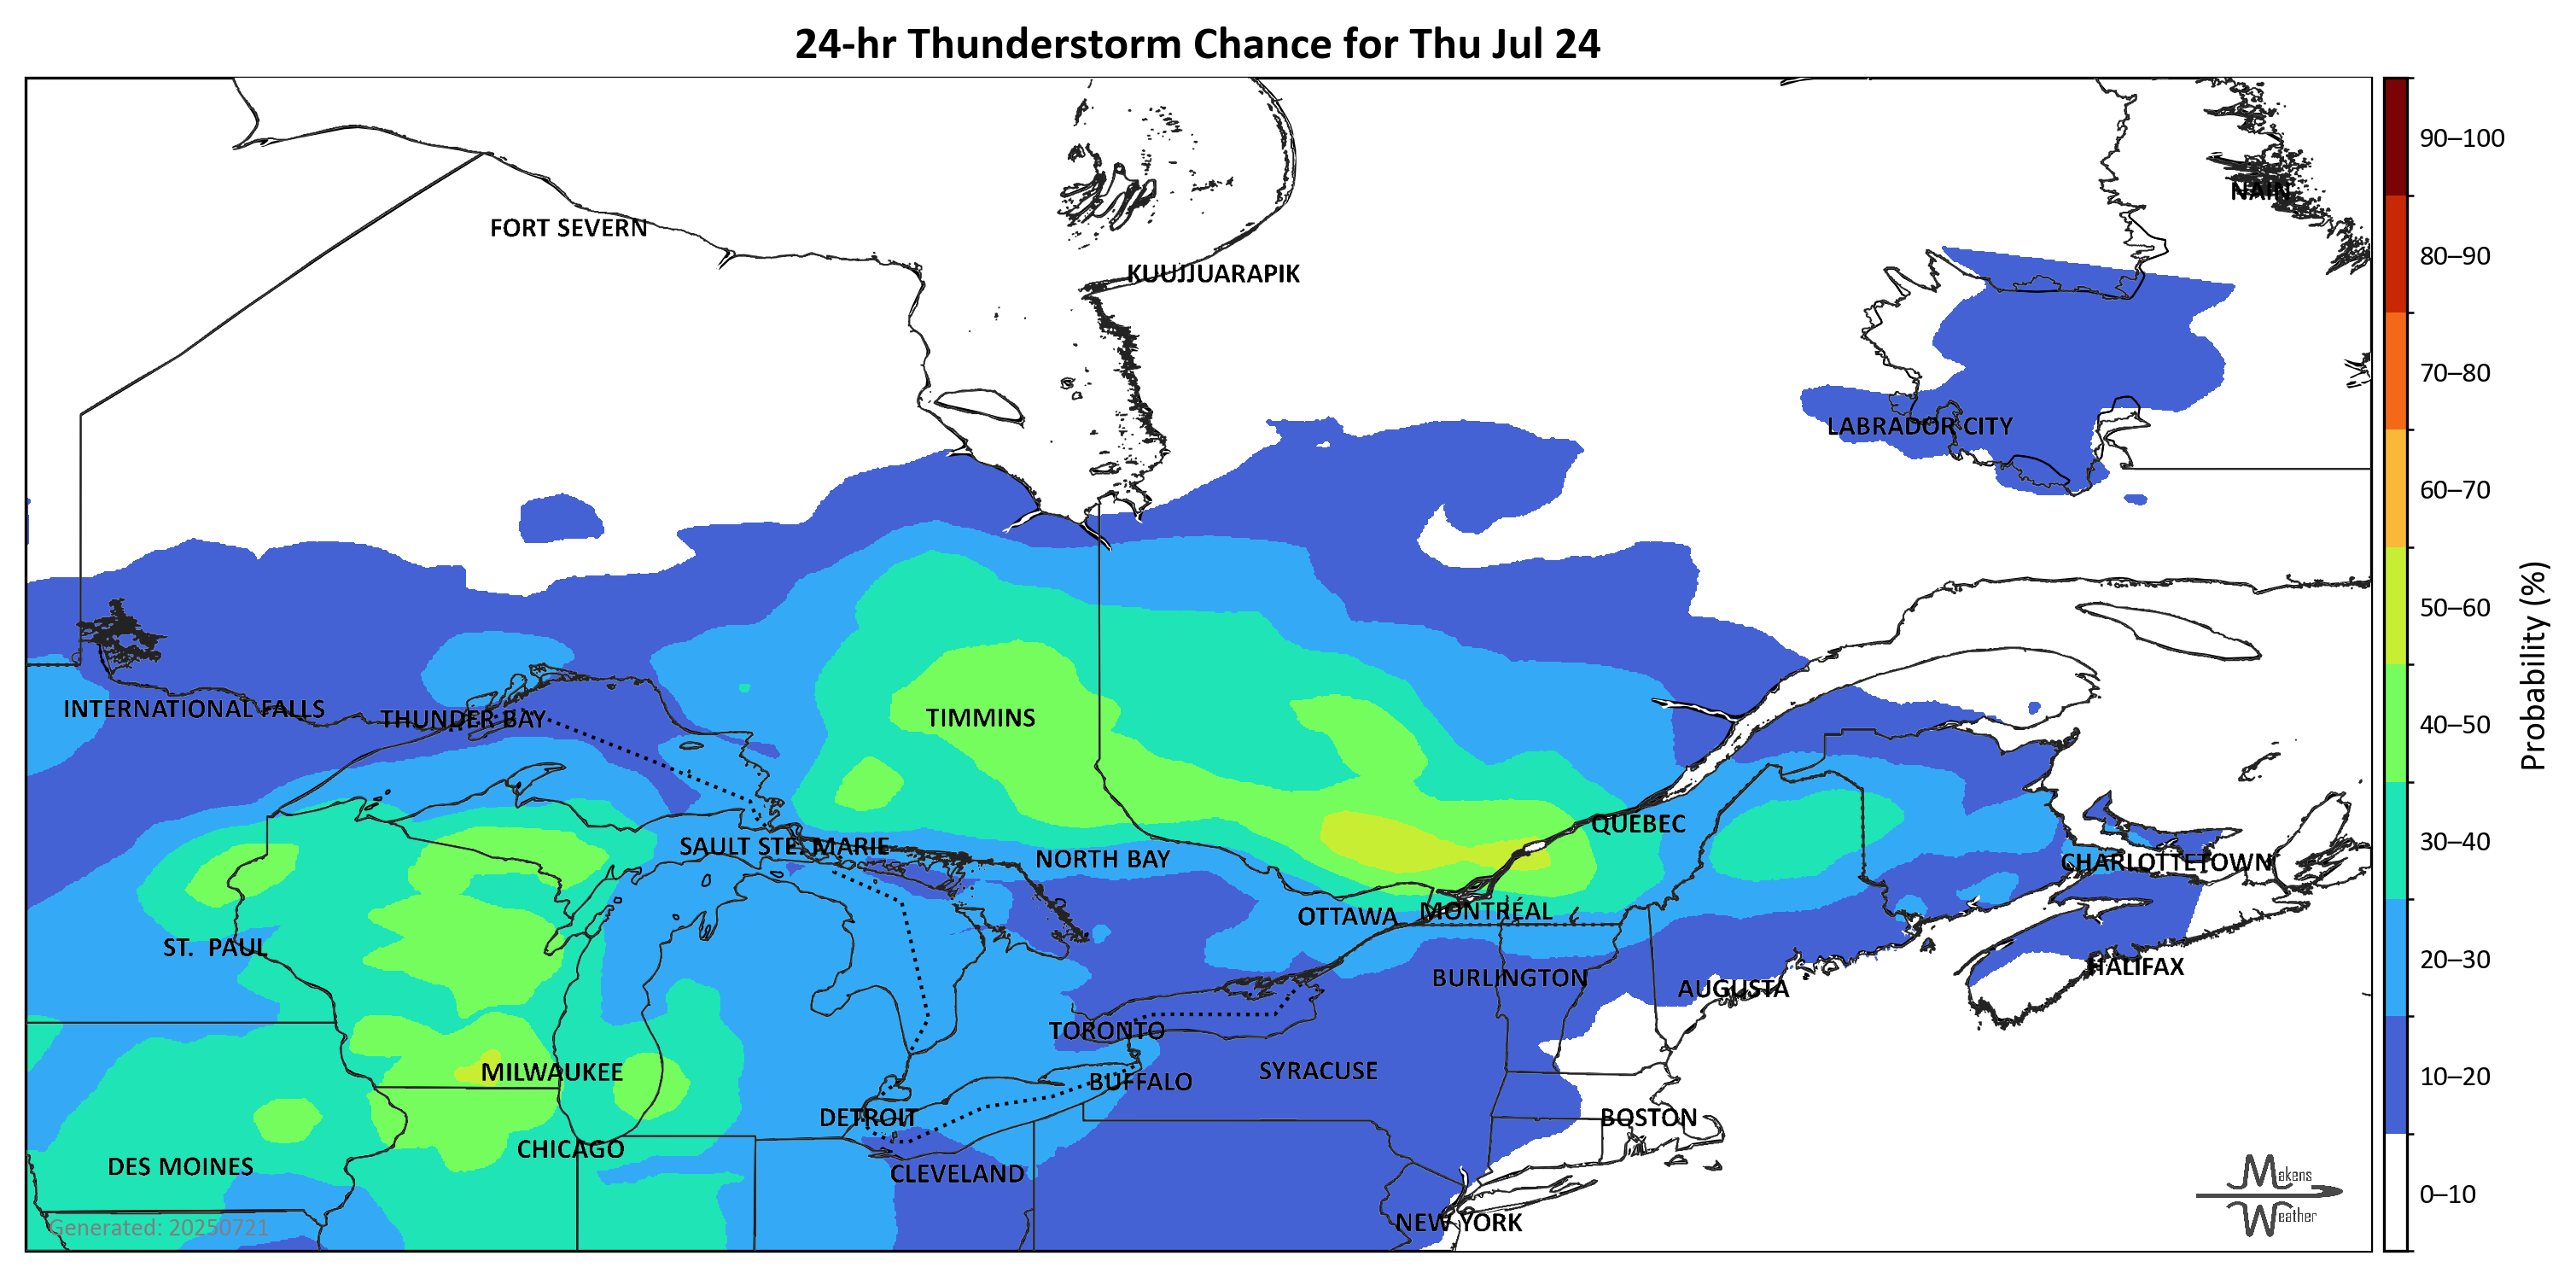 24-hr Thunderstorm Chance for Thu Jul 24
90–100
NAIN
FORT SEVERN
80–90
KUUJJUARAPIK
70–80
LABRADOR CITY
60–70
50–60
Probability (%)
INTERNATIONAL FALLS
THUNDER BAY
TIMMINS
40–50
QUEBEC
30–40
SAULT STE. MARIE
NORTH BAY
CHARLOTTETOWN
OTTAWA
MONTRÉAL
ST. PAUL
20–30
HALIFAX
BURLINGTON
AUGUSTA
TORONTO
MILWAUKEE
SYRACUSE
BUFFALO
10–20
DETROIT
BOSTON
CHICAGO
DES MOINES
CLEVELAND
Makens
Weather
0–10
NEW YORK
Generated: 20250721